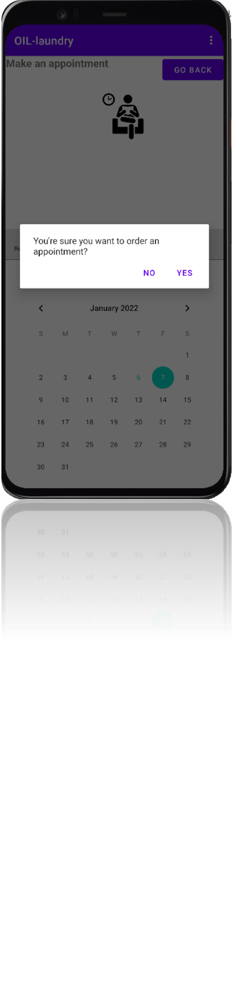 OIL-laundry
Make an appointment
GO BACK
You're sure you want to order an
appointment?
NO YES
January 2022
S M T W T F S
1
2 3 4 5 6 7 8
9 10 11 12 13 14 15
16 17 18 19 20 21 22
23 24 25 26 27 28 29
30 31